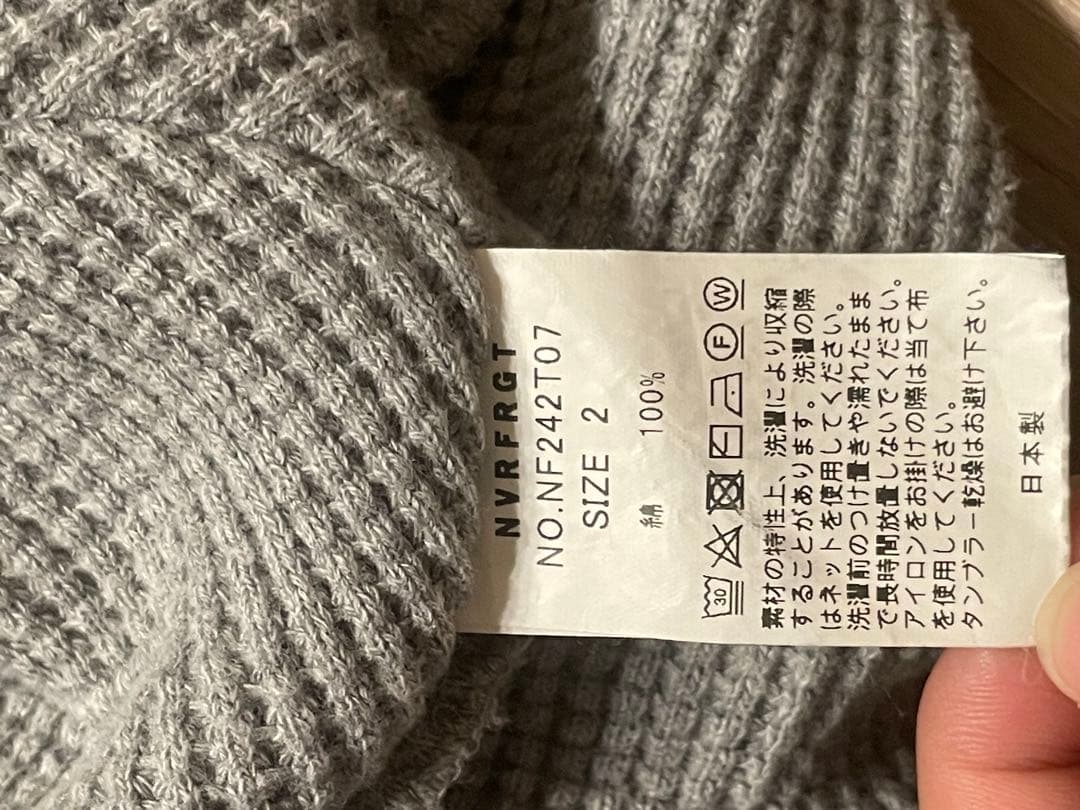 NVRFRGT
NO.NF242T07
SIZE 2
綿 100%
30 F W
素材の特性上、洗濯により収縮
することがあります。洗濯の際
はネットを使用してください。
洗濯前のつけ置きや濡れたまま
で長時間放置しないでください。
アイロンをお掛けの際は当て布
を使用してください。
タンブラー乾燥はお避け下さい。
日本製